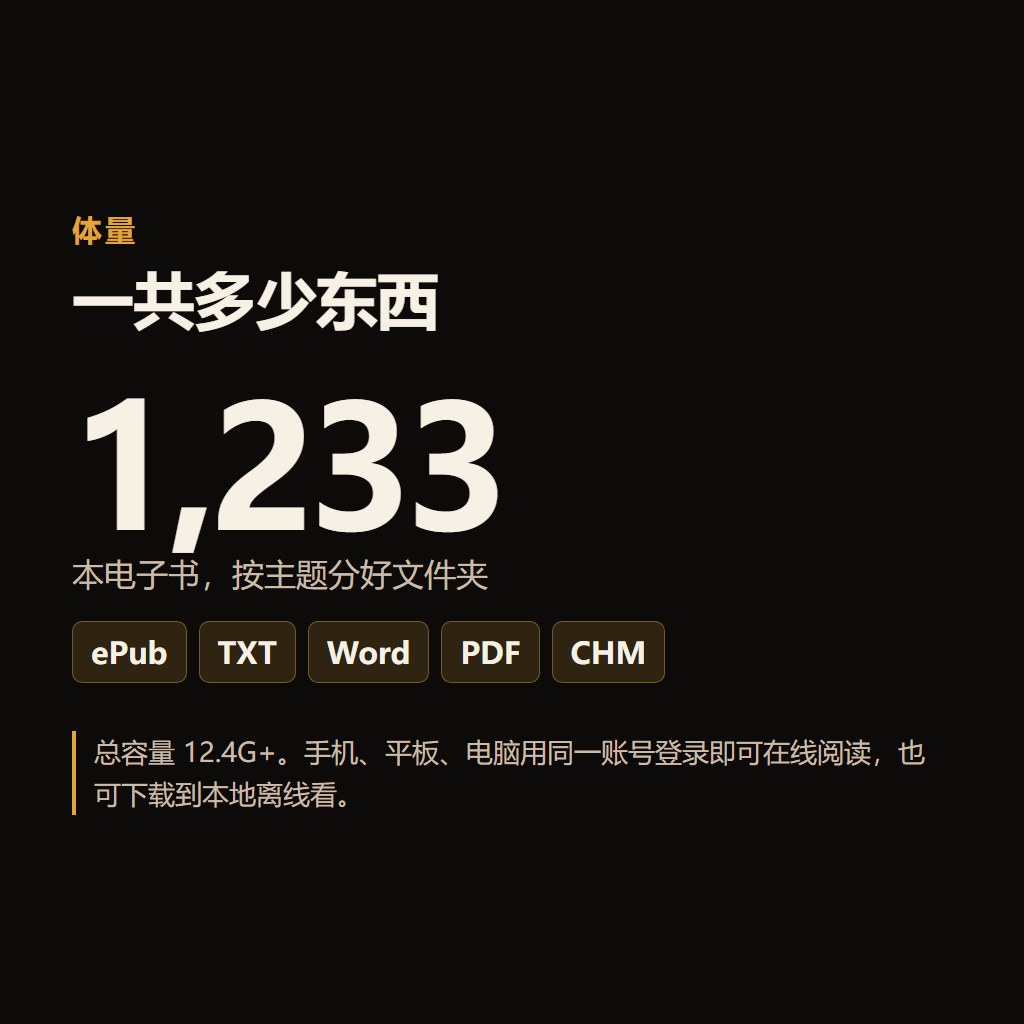 体量
一共多少东西
1,233
本电子书，按主题分好文件夹
ePub TXT Word PDF CHM
总容量 12.4G+。手机、平板、电脑用同一账号登录即可在线阅读，也
可下载到本地离线看。